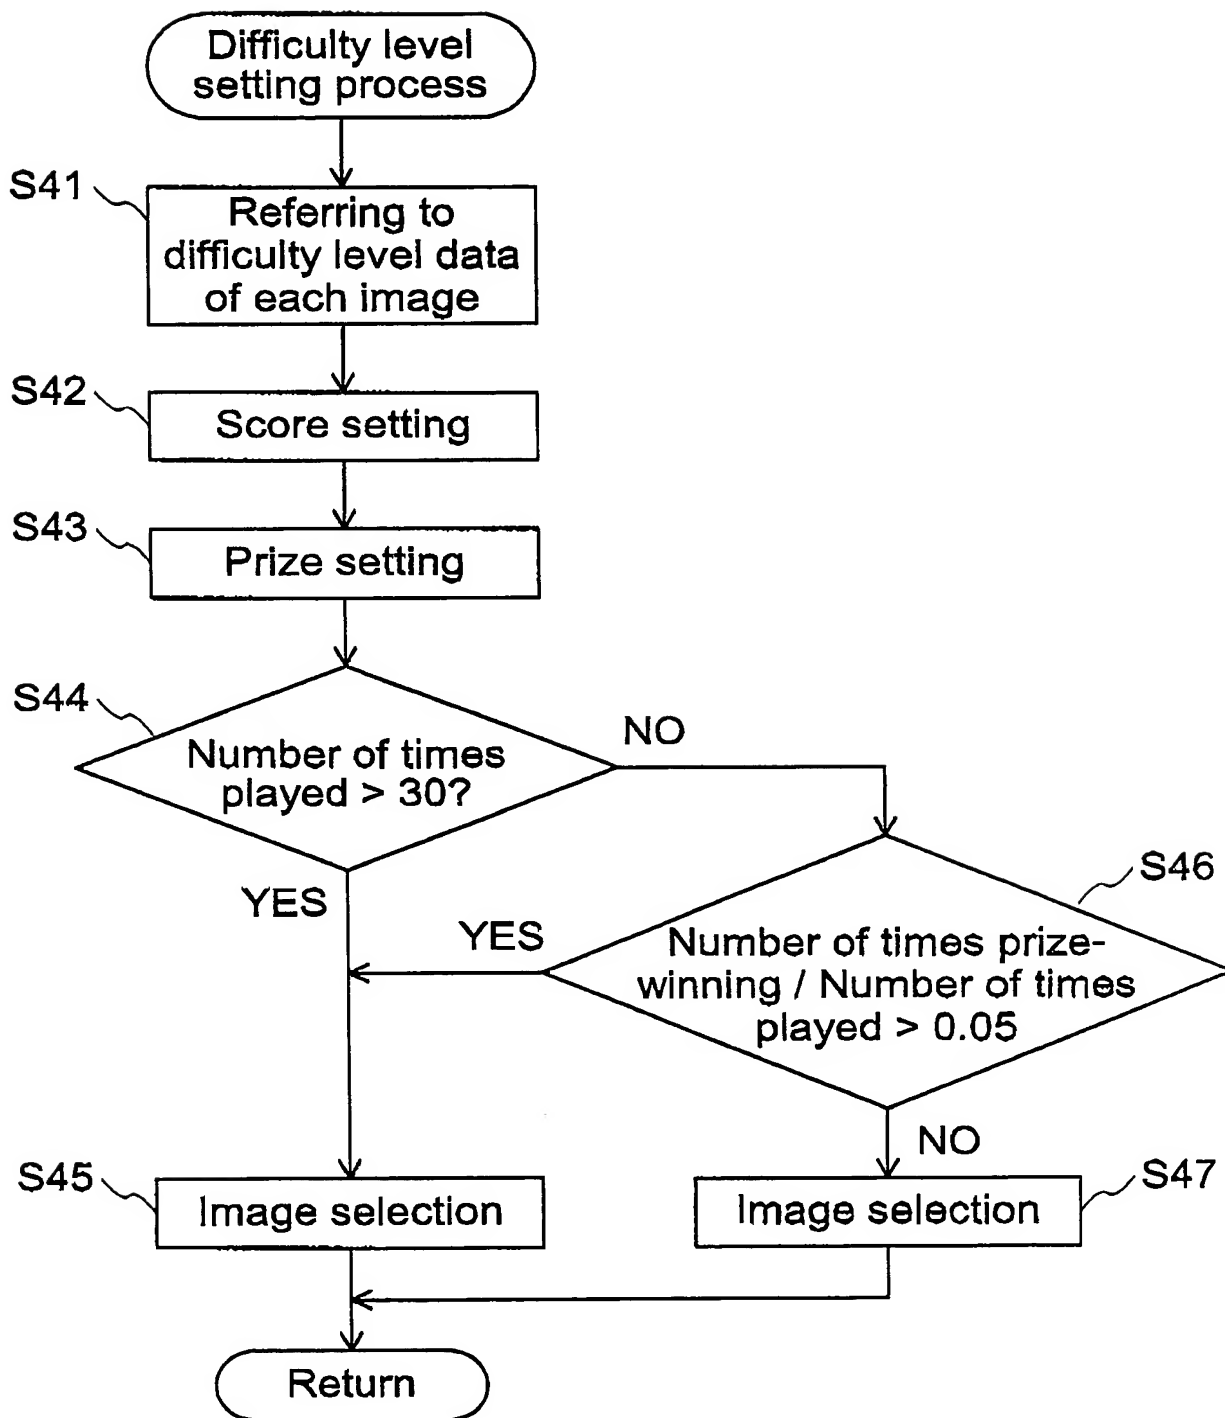 Difficulty level
setting process
S41
Referring to
difficulty level data
of each image
S42
Score setting
S43
Prize setting
S44
Number of times
played > 30?
NO
YES
S46
Number of times prize-
winning / Number of times
played > 0.05
YES
NO
S45
Image selection
S47
Image selection
Return